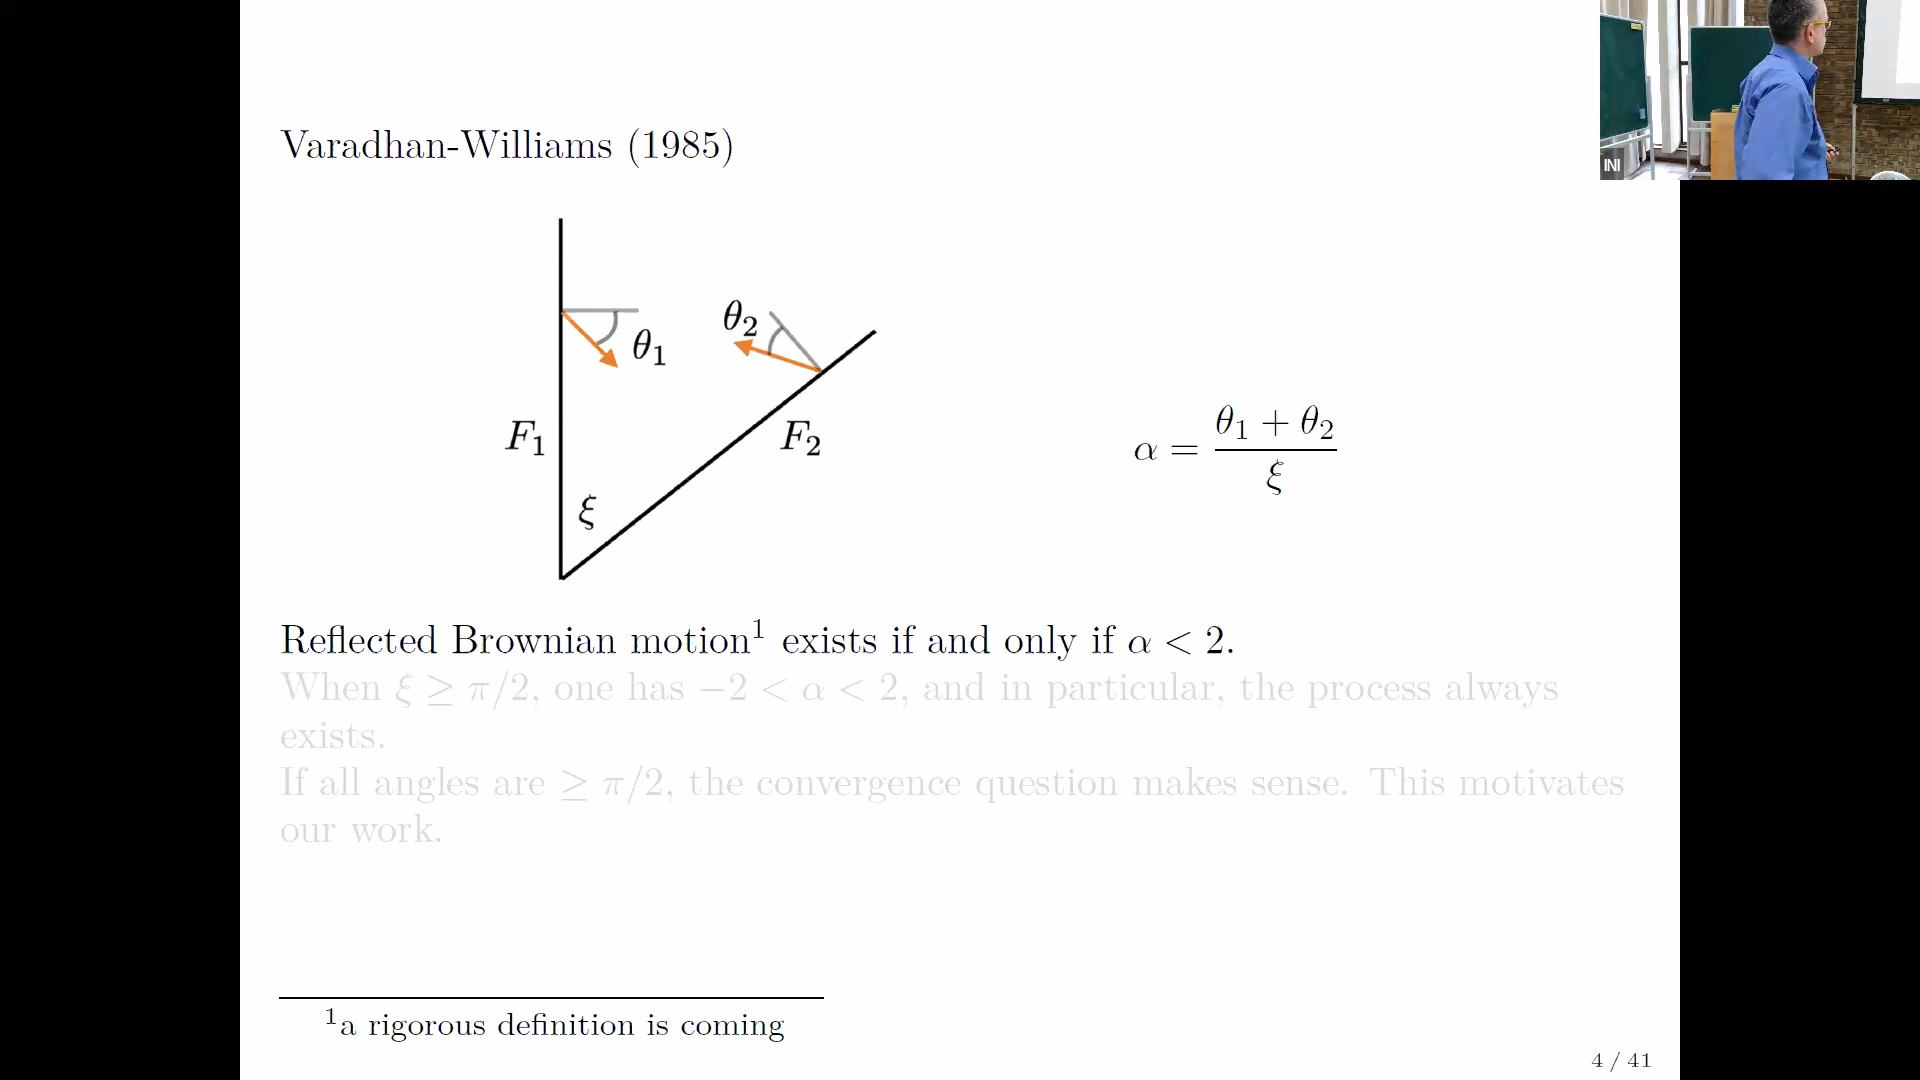 INI
Varadhan-Williams (1985)
θ₁
θ₂
F₁
F₂
ξ
α = (θ₁ + θ₂) / ξ
Reflected Brownian motion¹ exists if and only if α < 2.
When ξ ≥ π/2, one has −2 < α < 2, and in particular, the process always
exists.
If all angles are ≥ π/2, the convergence question makes sense. This motivates
our work.
¹a rigorous definition is coming
4 / 41